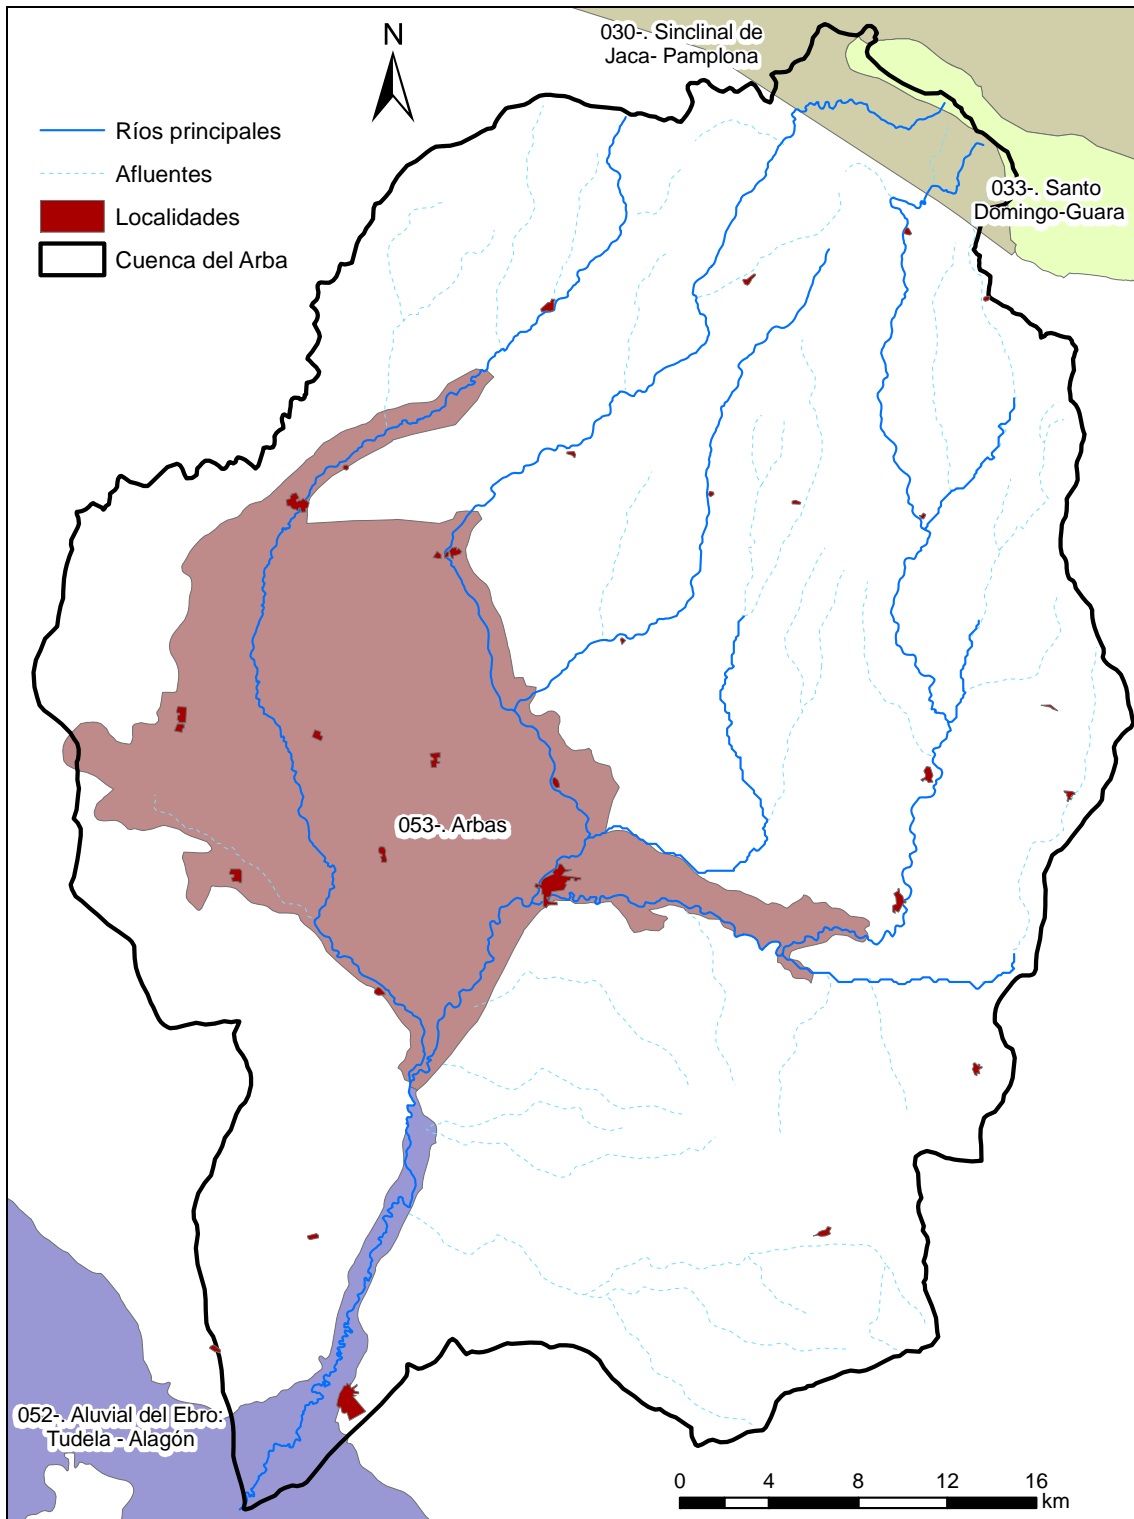 030-. Sinclinal de
Jaca- Pamplona
N
Ríos principales
Afluentes
Localidades
Cuenca del Arba
033-. Santo
Domingo-Guara
053-. Arbas
052-. Aluvial del Ebro:
Tudela - Alagón
0 4 8 12 16
km